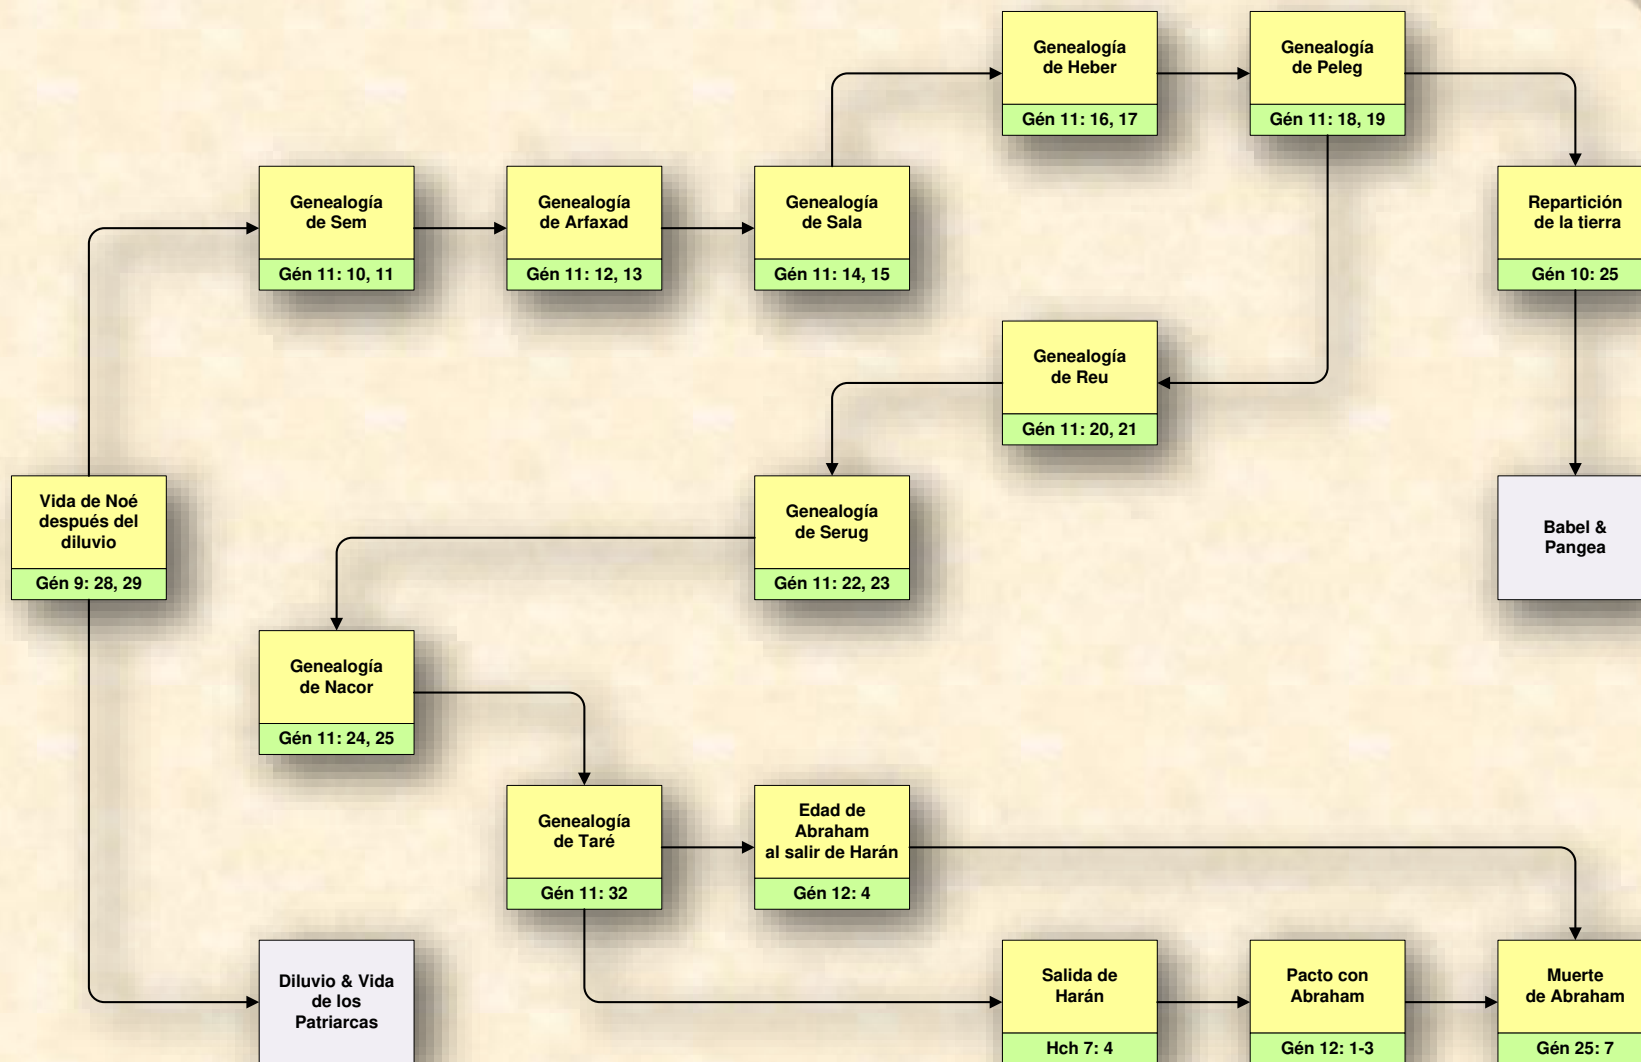 Genealogía
de Heber
Gén 11: 16, 17
Genealogía
de Peleg
Gén 11: 18, 19
Genealogía
de Sem
Gén 11: 10, 11
Genealogía
de Arfaxad
Gén 11: 12, 13
Genealogía
de Sala
Gén 11: 14, 15
Repartición
de la tierra
Gén 10: 25
Genealogía
de Reu
Gén 11: 20, 21
Vida de Noé
después del
diluvio
Gén 9: 28, 29
Genealogía
de Serug
Gén 11: 22, 23
Babel &
Pangea
Genealogía
de Nacor
Gén 11: 24, 25
Genealogía
de Taré
Gén 11: 32
Edad de
Abraham
al salir de Harán
Gén 12: 4
Diluvio & Vida
de los
Patriarcas
Salida de
Harán
Hch 7: 4
Pacto con
Abraham
Gén 12: 1-3
Muerte
de Abraham
Gén 25: 7